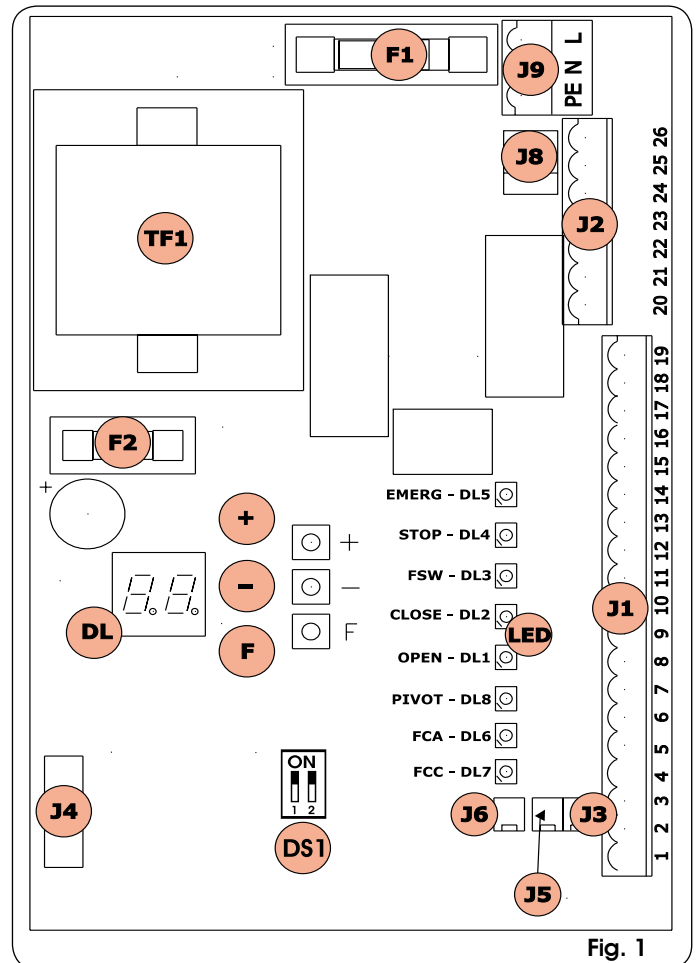 F1
J9
PE N L
J8
J2
20 21 22 23 24 25 26
TF1
1 2 3 4 5 6 7 8 9 10 11 12 13 14 15 16 17 18 19
J1
F2
+
DL
8.8.
+
-
F
+
-
F
EMERG - DL5
STOP - DL4
FSW - DL3
CLOSE - DL2
OPEN - DL1
PIVOT - DL8
FCA - DL6
FCC - DL7
LED
J4
ON
1 2
DS1
J6
J3
J5
Fig. 1